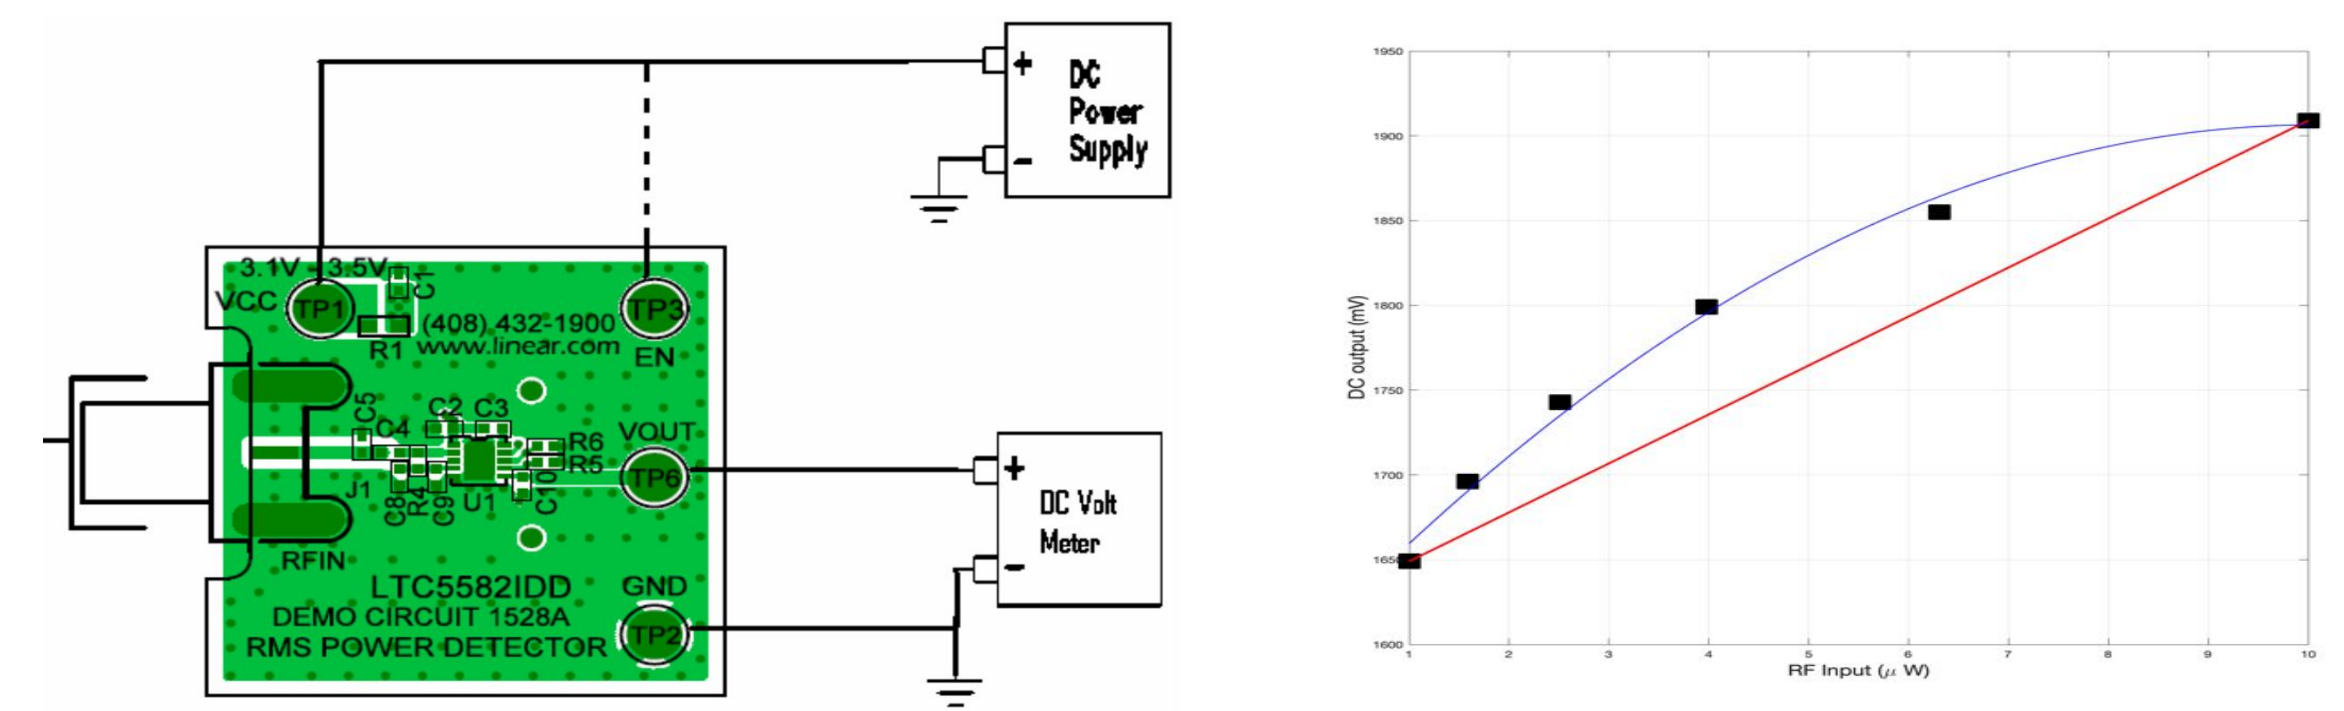 DC
Power
Supply
+
-
3.1V - 3.5V
C1
VCC
TP1
TP3
R1
(408) 432-1900
www.linear.com
EN
C5
C4
C2
C3
R6
R5
VOUT
TP6
J1
C8
R4
C9
U1
C10
RFIN
LTC5582IDD
GND
DEMO CIRCUIT 1528A
RMS POWER DETECTOR
TP2
+
DC Volt
Meter
-
1950
1900
1850
1800
1750
1700
1650
1600
DC output (mV)
1 2 3 4 5 6 7 8 9 10
RF Input (μ W)